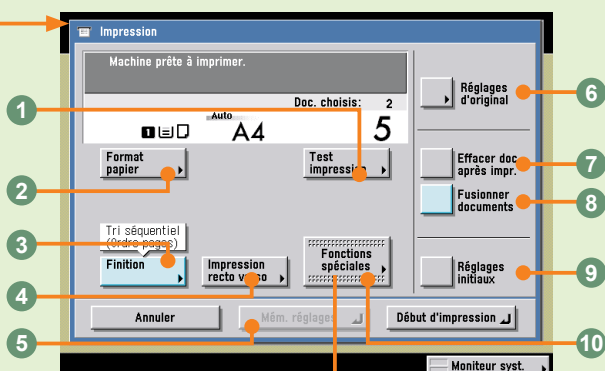 Impression
Machine prête à imprimer.
Doc. choisis: 2
1
Auto
A4
5
1
6
Format
papier
Test
impression
Réglages
d'original
2
Effacer doc
après impr.
7
Fusionner
documents
8
Tri séquentiel
(Ordre pages)
3
Finition
Impression
recto verso
Fonctions
spéciales
Réglages
initiaux
9
4
Annuler
Mém. réglages
Début d'impression
5
10
Moniteur syst.